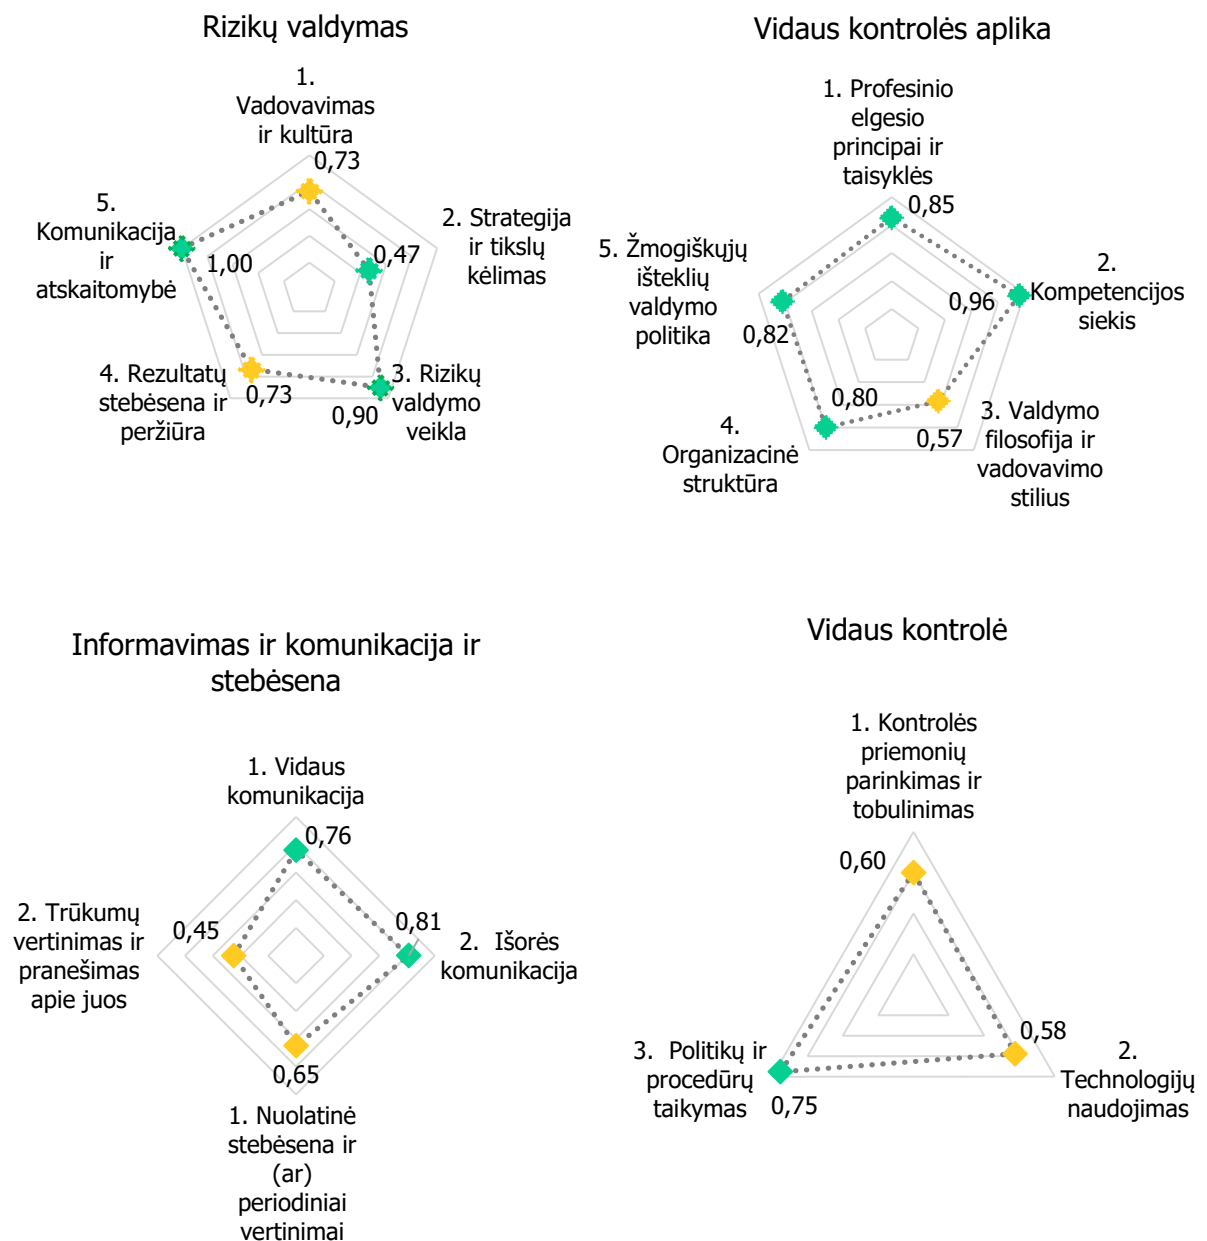 Rizikų valdymas
1.
Vadovavimas
ir kultūra
0,73
2. Strategija
ir tikslų
kėlimas
0,47
3. Rizikų
valdymo
veikla
0,90
4. Rezultatų
stebėsena ir
peržiūra
0,73
5.
Komunikacija
ir
atskaitomybė
1,00
Vidaus kontrolės aplika
1. Profesinio
elgesio
principai ir
taisyklės
0,85
2.
Kompetencijos
siekis
0,96
3. Valdymo
filosofija ir
vadovavimo
stilius
0,57
4.
Organizacinė
struktūra
0,80
5. Žmogiškųjų
išteklių
valdymo
politika
0,82
Informavimas ir komunikacija ir
stebėsena
1. Vidaus
komunikacija
0,76
2. Išorės
komunikacija
0,81
1. Nuolatinė
stebėsena ir
(ar)
periodiniai
vertinimai
0,65
2. Trūkumų
vertinimas ir
pranešimas
apie juos
0,45
Vidaus kontrolė
1. Kontrolės
priemonių
parinkimas ir
tobulinimas
0,60
2.
Technologijų
naudojimas
0,58
3. Politikų ir
procedūrų
taikymas
0,75